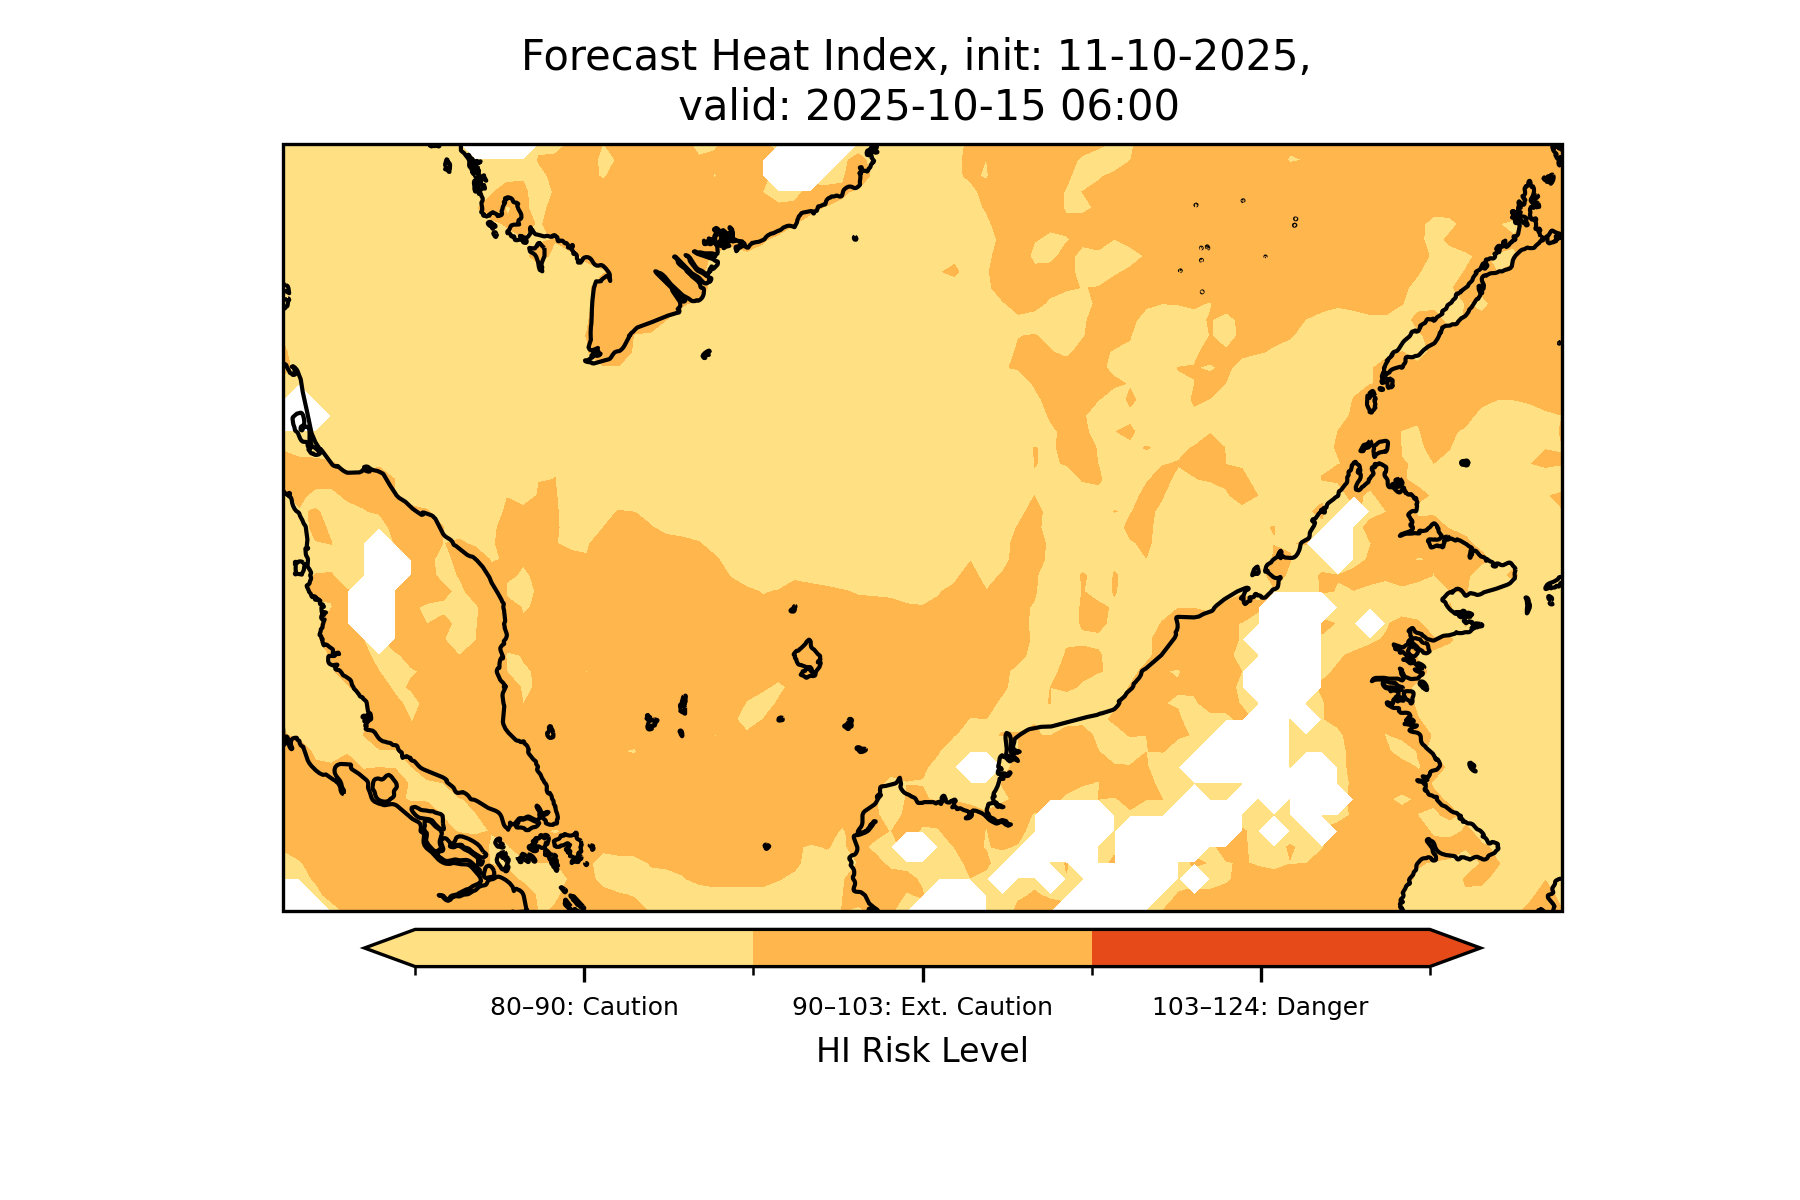 Forecast Heat Index, init: 11-10-2025,
valid: 2025-10-15 06:00
80–90: Caution
90–103: Ext. Caution
103–124: Danger
HI Risk Level